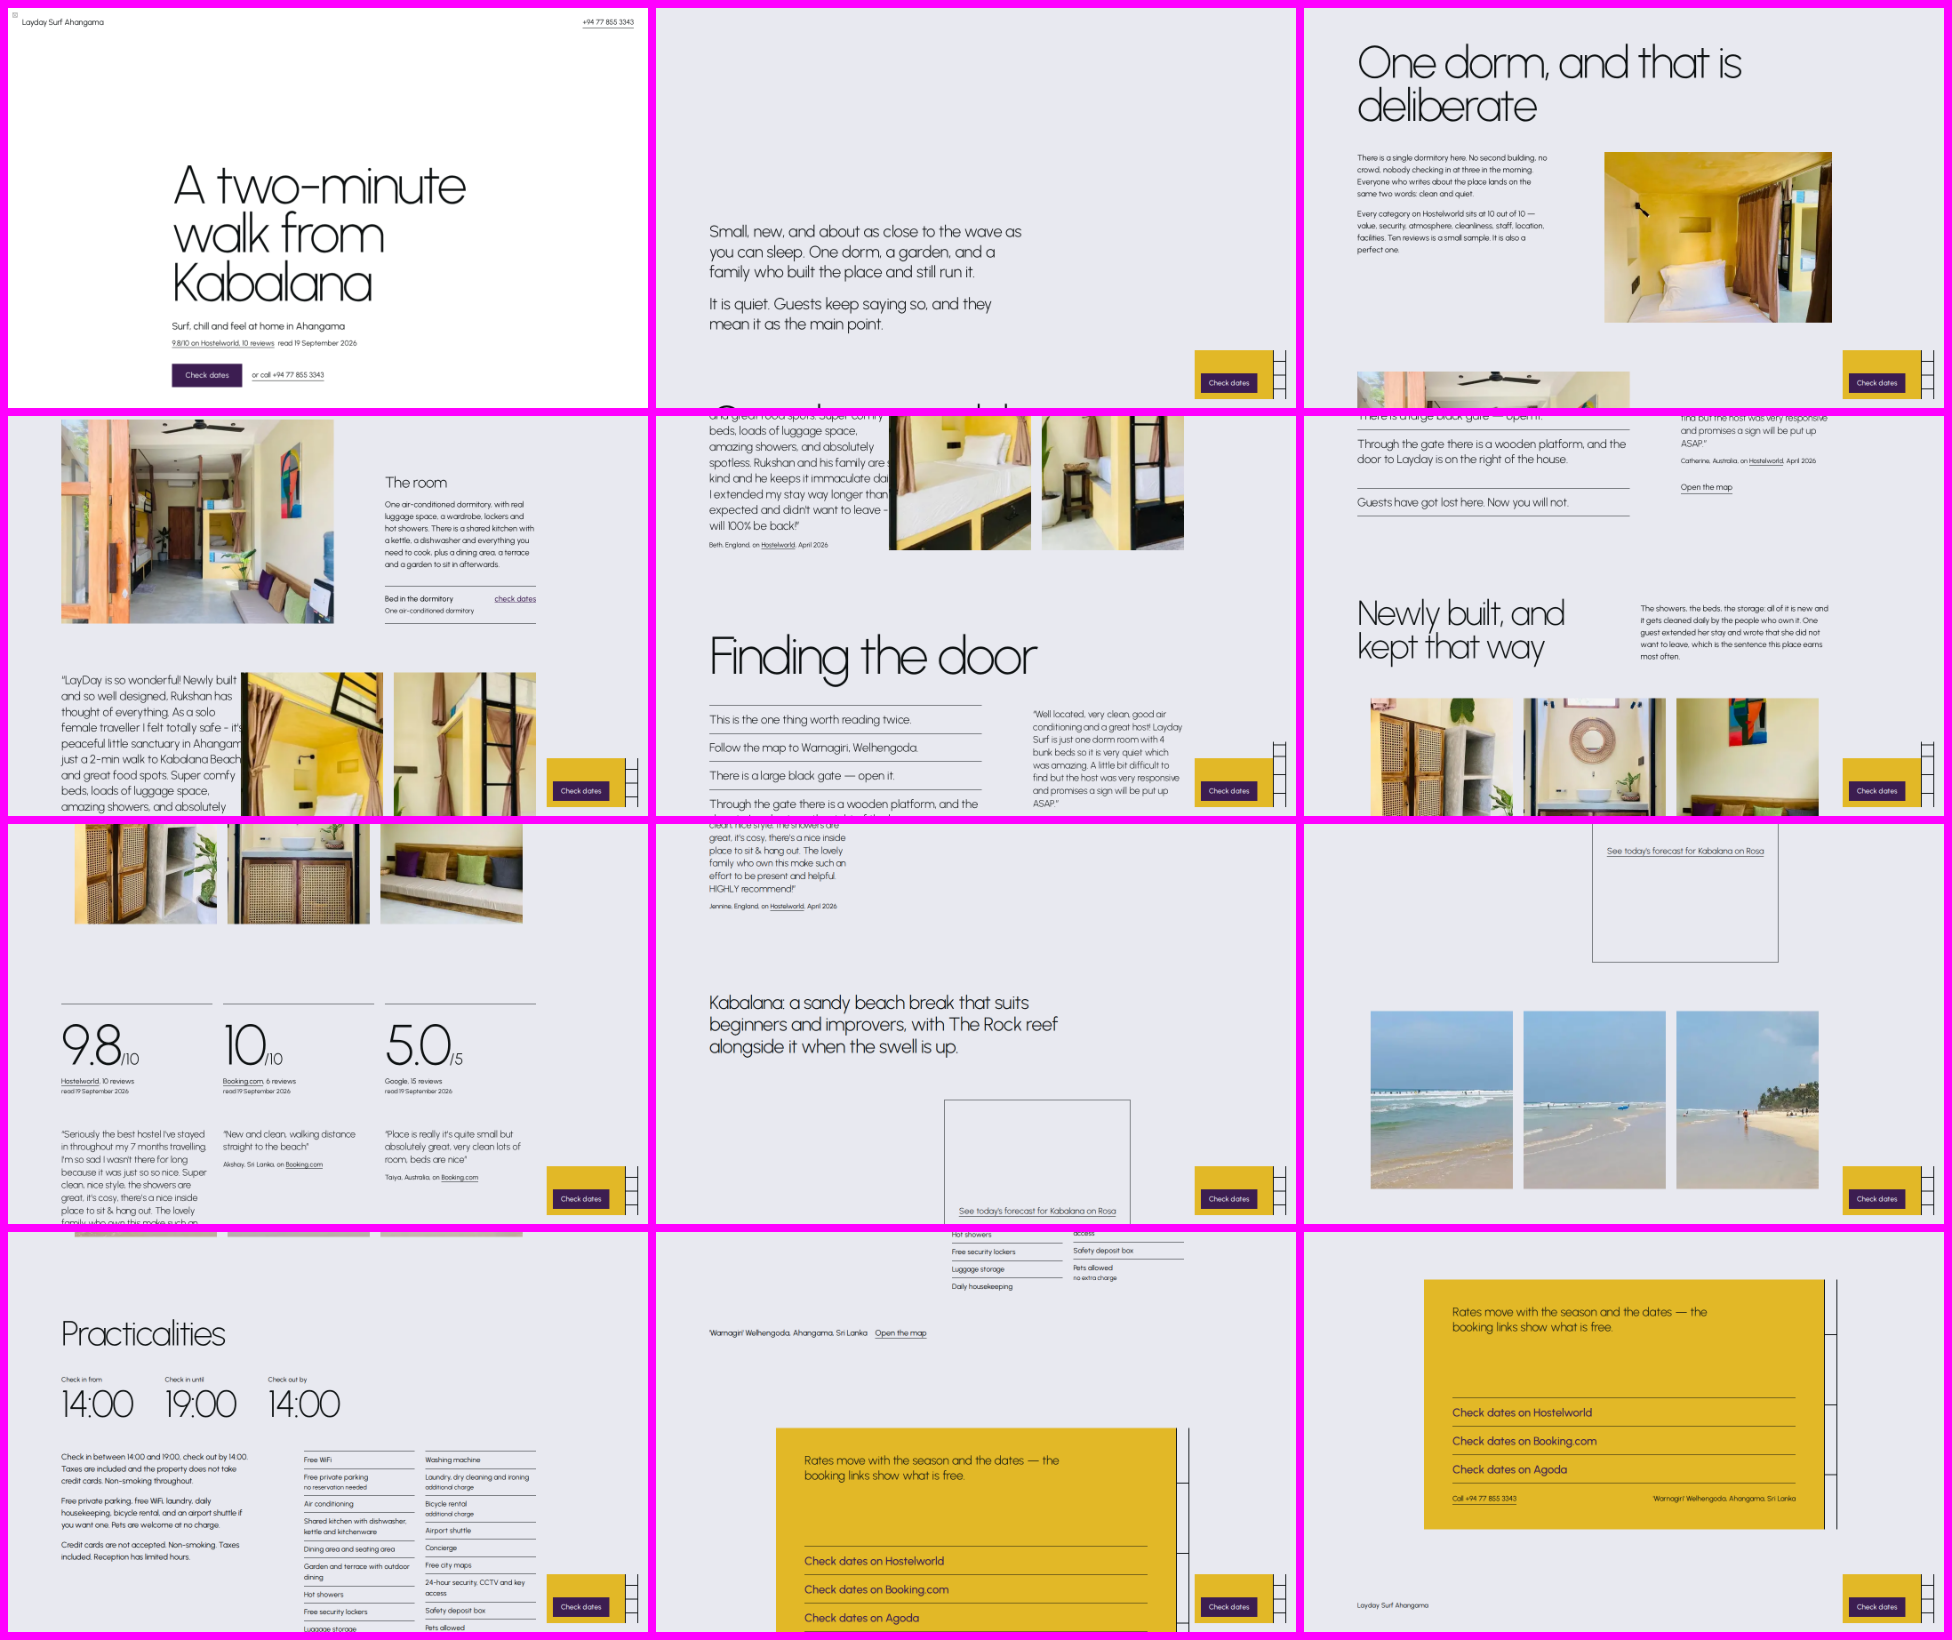 Layday Surf Ahangama
+94 77 855 3343
A two-minute
walk from
Kabalana
Surf, chill and feel at home in Ahangama
9.8/10 on Hostelworld, 10 reviews read 19 September 2026
Check dates
or call +94 77 855 3343
Small, new, and about as close to the wave as
you can sleep. One dorm, a garden, and a
family who built the place and still run it.
It is quiet. Guests keep saying so, and they
mean it as the main point.
Check dates
One dorm, and that is
deliberate
There is a single dormitory here. No second building, no
crowd, nobody checking in at three in the morning.
Everyone who writes about the place lands on the
same two words: clean and quiet.
Every category on Hostelworld sits at 10 out of 10 —
value, security, atmosphere, cleanliness, staff, location,
facilities. Ten reviews is a small sample. It is also a
perfect one.
Check dates
The room
One air-conditioned dormitory, with real
luggage space, a wardrobe, lockers and
hot showers. There is a shared kitchen with
a kettle, a dishwasher and everything you
need to cook, plus a dining area, a terrace
and a garden to sit in afterwards.
Bed in the dormitory
check dates
One air-conditioned dormitory
"LayDay is so wonderful! Newly built
and so well designed, Rukshan has
thought of everything. As a solo
female traveller I felt totally safe - it's
peaceful little sanctuary in Ahangam
just a 2-min walk to Kabalana Beach
and great food spots. Super comfy
beds, loads of luggage space,
amazing showers, and absolutely
Check dates
and great food spots. Super comfy
beds, loads of luggage space,
amazing showers, and absolutely
spotless. Rukshan and his family are s
kind and he keeps it immaculate dai
I extended my stay way longer than
expected and didn't want to leave -
will 100% be back!"
Beth, England, on Hostelworld, April 2026
Finding the door
This is the one thing worth reading twice.
Follow the map to Warnagiri, Welhengoda.
There is a large black gate — open it.
Through the gate there is a wooden platform, and the
"Well located, very clean, good air
conditioning and a great host! Layday
Surf is just one dorm room with 4
bunk beds so it is very quiet which
was amazing. A little bit difficult to
find but the host was very responsive
and promises a sign will be put up
ASAP."
Check dates
There is a large black gate — open it.
Through the gate there is a wooden platform, and the
door to Layday is on the right of the house.
Guests have got lost here. Now you will not.
find but the host was very responsive
and promises a sign will be put up
ASAP."
Catherine, Australia, on Hostelworld, April 2026
Open the map
Newly built, and
kept that way
The showers, the beds, the storage: all of it is new and
it gets cleaned daily by the people who own it. One
guest extended her stay and wrote that she did not
want to leave, which is the sentence this place earns
most often.
Check dates
9.8/10
Hostelworld, 10 reviews
read 19 September 2026
10/10
Booking.com, 6 reviews
read 19 September 2026
5.0/5
Google, 15 reviews
read 19 September 2026
"Seriously the best hostel I've stayed
in throughout my 7 months travelling.
I'm so sad I wasn't there for long
because it was just so so nice. Super
clean, nice style, the showers are
great, it's cosy, there's a nice inside
place to sit & hang out. The lovely
family who own this make such an
"New and clean, walking distance
straight to the beach"
Akshay, Sri Lanka, on Booking.com
"Place is really it's quite small but
absolutely great, very clean lots of
room, beds are nice"
Taiya, Australia, on Booking.com
Check dates
clean, nice style, the showers are
great, it's cosy, there's a nice inside
place to sit & hang out. The lovely
family who own this make such an
effort to be present and helpful.
HIGHLY recommend!"
Jennine, England, on Hostelworld, April 2026
Kabalana: a sandy beach break that suits
beginners and improvers, with The Rock reef
alongside it when the swell is up.
See today's forecast for Kabalana on Rosa
Check dates
See today's forecast for Kabalana on Rosa
Check dates
Practicalities
Check in from
14:00
Check in until
19:00
Check out by
14:00
Check in between 14:00 and 19:00, check out by 14:00.
Taxes are included and the property does not take
credit cards. Non-smoking throughout.
Free private parking, free WiFi, laundry, daily
housekeeping, bicycle rental, and an airport shuttle if
you want one. Pets are welcome at no charge.
Credit cards are not accepted. Non-smoking. Taxes
included. Reception has limited hours.
Free WiFi
Free private parking
no reservation needed
Air conditioning
Shared kitchen with dishwasher,
kettle and kitchenware
Dining area and seating area
Garden and terrace with outdoor
dining
Hot showers
Free security lockers
Luggage storage
Washing machine
Laundry, dry cleaning and ironing
additional charge
Bicycle rental
additional charge
Airport shuttle
Concierge
Free city maps
24-hour security, CCTV and key
access
Safety deposit box
Pets allowed
Check dates
Hot showers
Free security lockers
Luggage storage
Daily housekeeping
access
Safety deposit box
Pets allowed
no extra charge
'Warnagiri' Welhengoda, Ahangama, Sri Lanka
Open the map
Rates move with the season and the dates — the
booking links show what is free.
Check dates on Hostelworld
Check dates on Booking.com
Check dates on Agoda
Check dates
Rates move with the season and the dates — the
booking links show what is free.
Check dates on Hostelworld
Check dates on Booking.com
Check dates on Agoda
Call +94 77 855 3343
'Warnagiri' Welhengoda, Ahangama, Sri Lanka
Layday Surf Ahangama
Check dates